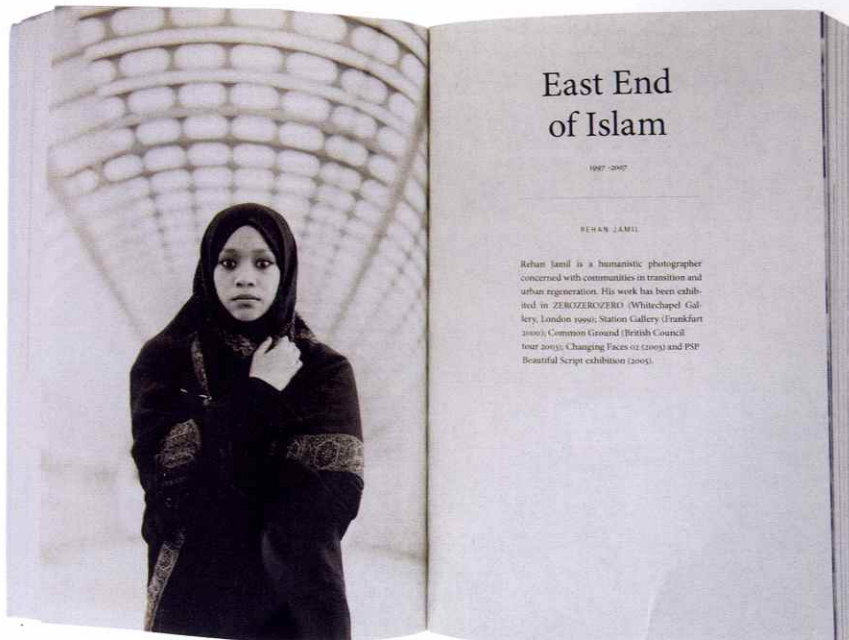 East End
of Islam
1997 -2007
REHAN JAMIL
Rehan Jamil is a humanistic photographer
concerned with communities in transition and
urban regeneration. His work has been exhib-
ited in ZEROZEROZERO (Whitechapel Gal-
lery, London 1999); Station Gallery (Frankfurt
2000); Common Ground (British Council
tour 2003); Changing Faces 02 (2003) and PSP
Beautiful Script exhibition (2005).